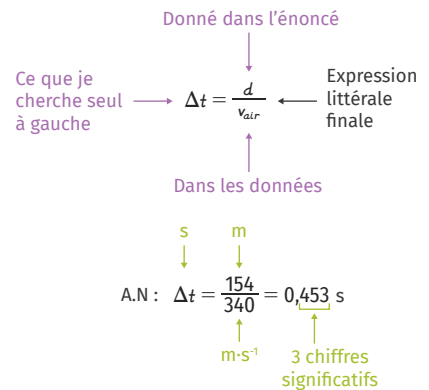 Donné dans l'énoncé
Ce que je
cherche seul
à gauche
Δt = d / v_air
Expression
littérale
finale
Dans les données
s m
A.N : Δt = 154 / 340 = 0,453 s
m·s⁻¹
3 chiffres
significatifs